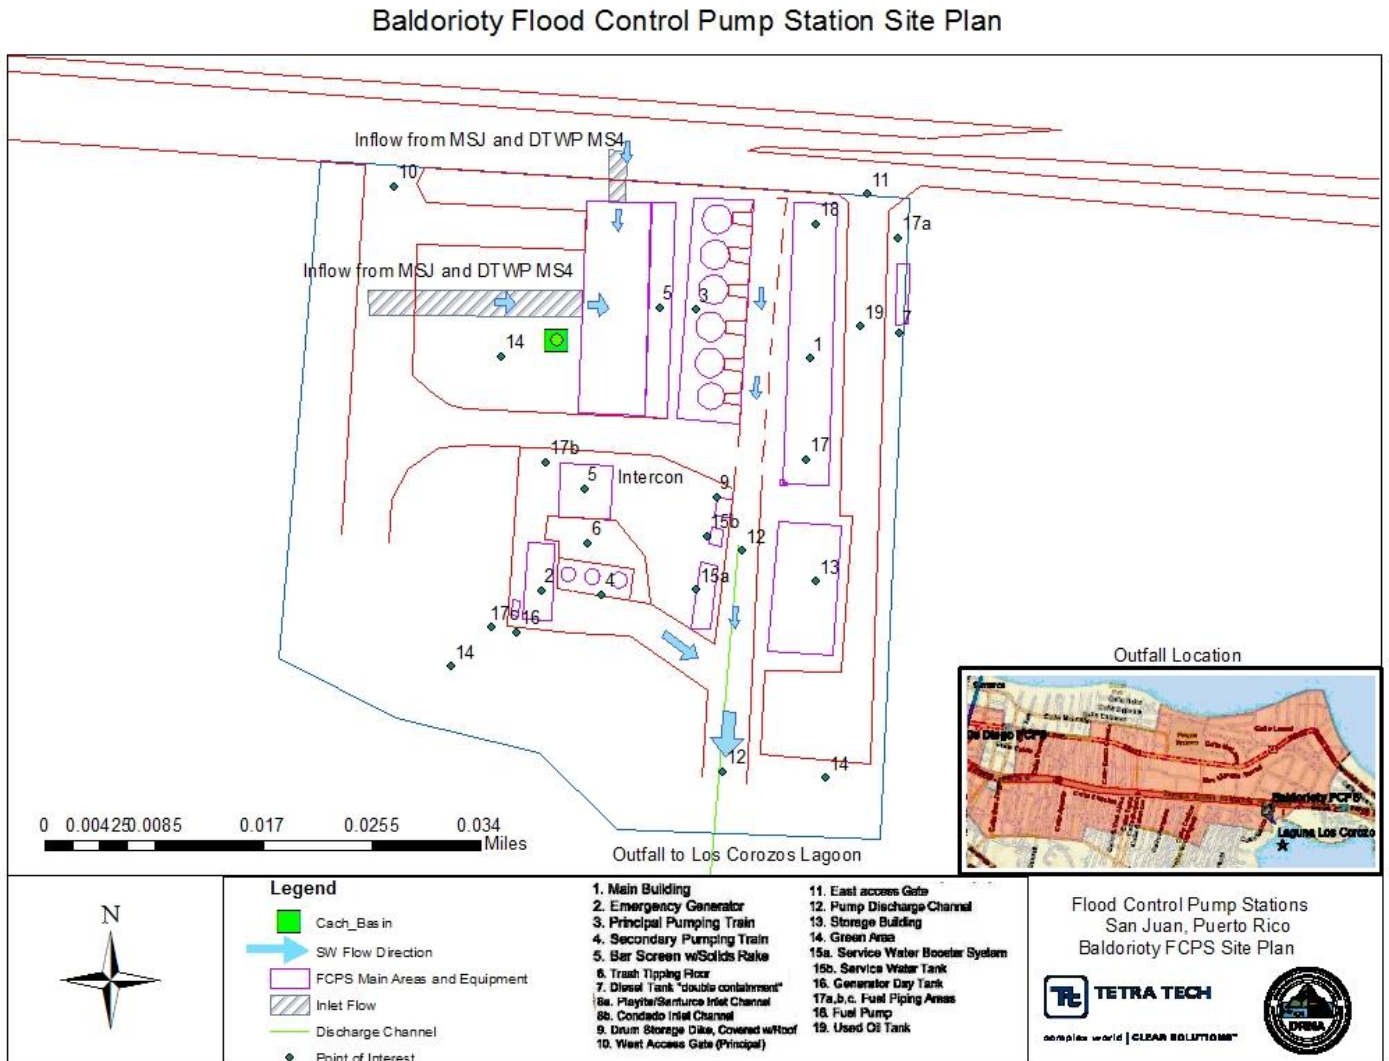 Baldorioty Flood Control Pump Station Site Plan
Inflow from MSJ and DTWP MS4
10
11
18
17a
Inflow from MSJ and DTWP MS4
5
3
19
7
14
1
17b
17
5
Intercon
9
15b
6
12
13
2
4
15a
17c
16
14
12
14
0 0.00425 0.0085 0.017 0.0255 0.034
Miles
Outfall to Los Corozos Lagoon
Outfall Location
Baldorioty FCPS
Laguna Los Corozo
N
Legend
Cach_Basin
SW Flow Direction
FCPS Main Areas and Equipment
Inlet Flow
Discharge Channel
Point of Interest
1. Main Building
2. Emergency Generator
3. Principal Pumping Train
4. Secondary Pumping Train
5. Bar Screen w/Solids Rake
6. Trash Tipping Floor
7. Diesel Tank "double containment"
8a. Playita/Santurce Inlet Channel
8b. Condado Inlet Channel
9. Drum Storage Dike, Covered w/Roof
10. West Access Gate (Principal)
11. East access Gate
12. Pump Discharge Channel
13. Storage Building
14. Green Area
15a. Service Water Booster System
15b. Service Water Tank
16. Generator Day Tank
17a,b,c. Fuel Piping Areas
18. Fuel Pump
19. Used Oil Tank
Flood Control Pump Stations
San Juan, Puerto Rico
Baldorioty FCPS Site Plan
Tt TETRA TECH
complex world | CLEAR SOLUTIONS™
DRNA